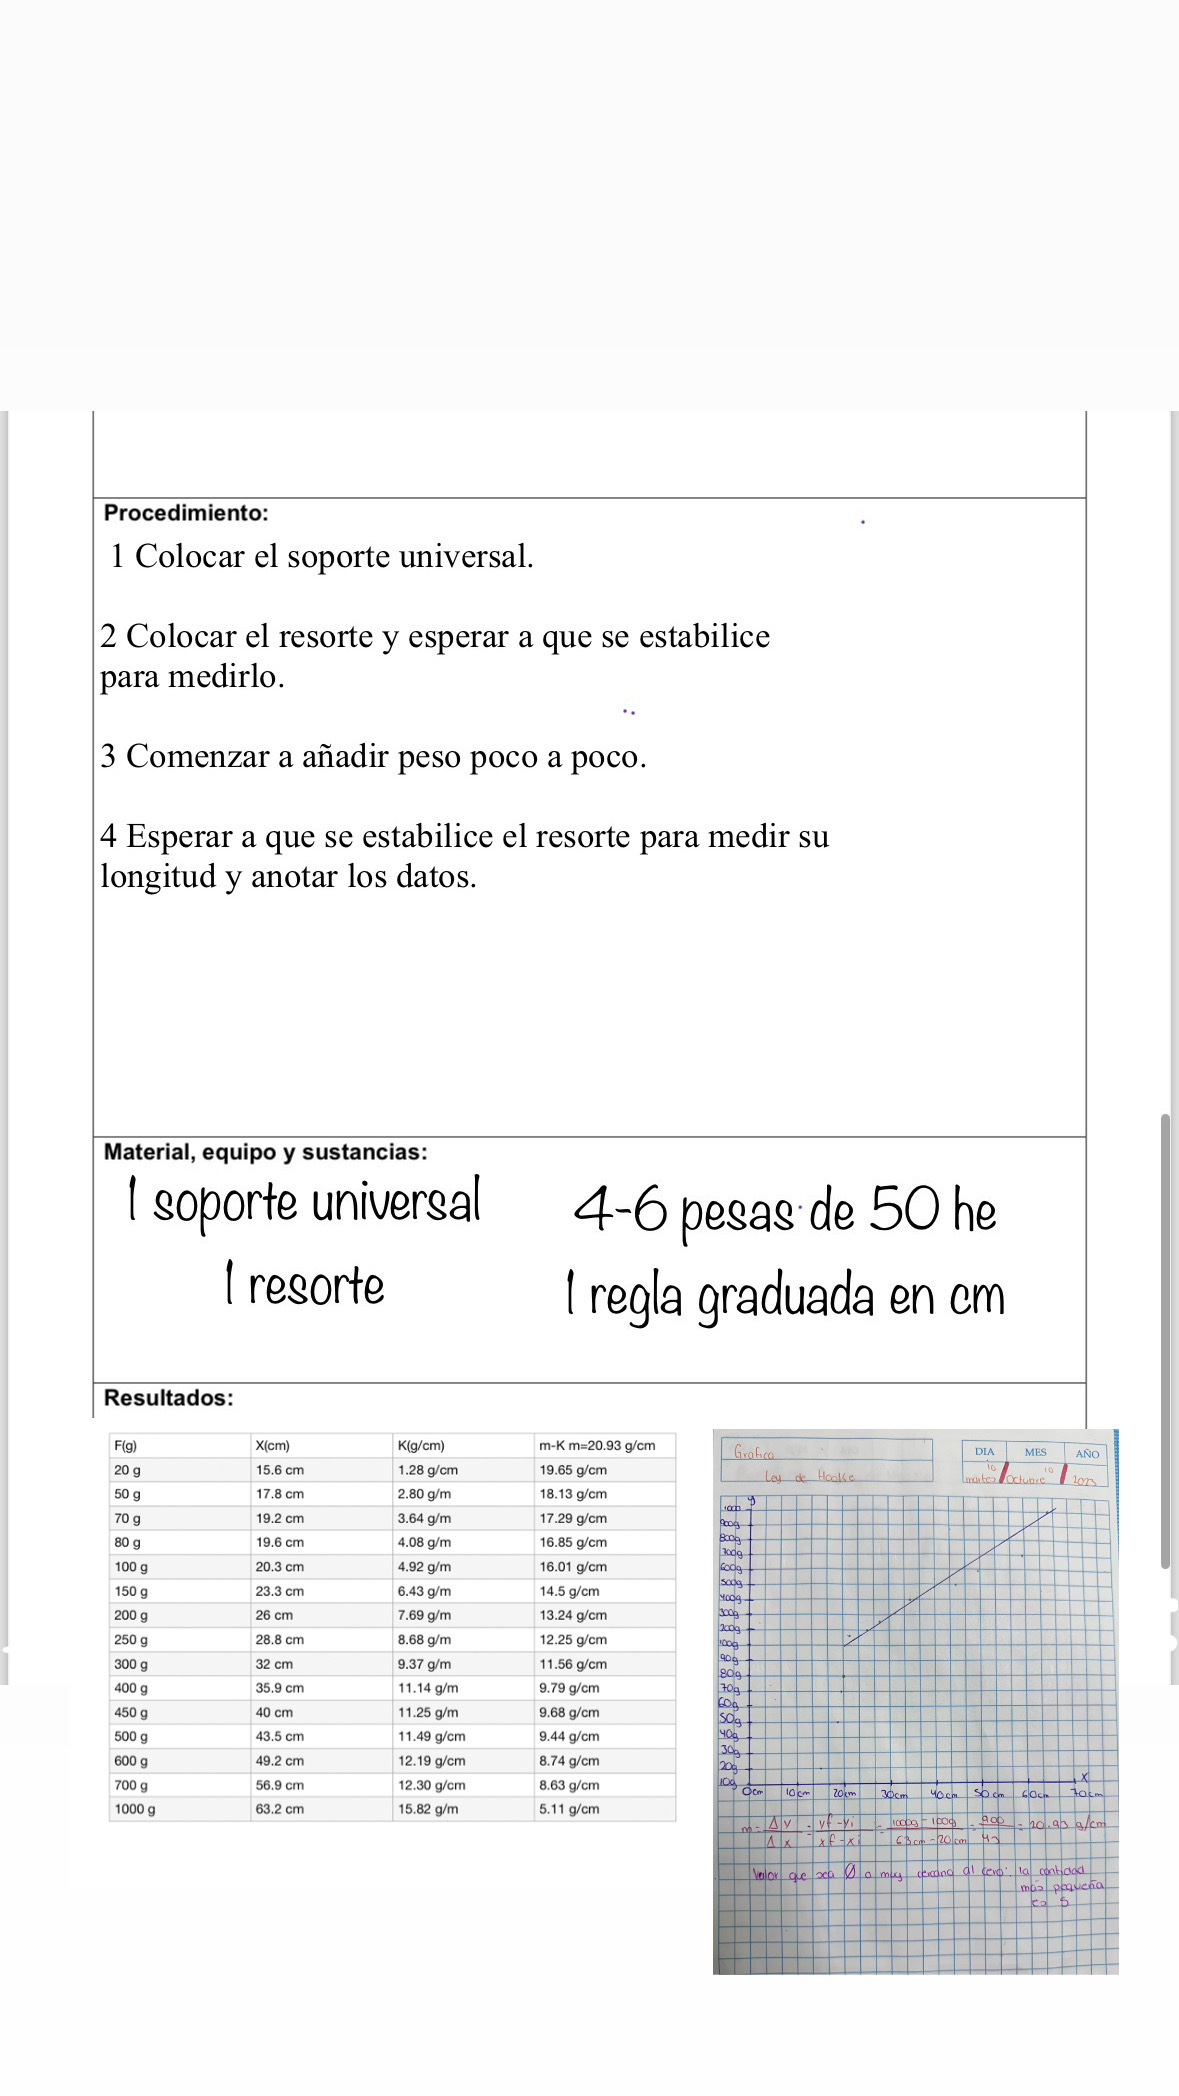 Procedimiento:
1 Colocar el soporte universal.
2 Colocar el resorte y esperar a que se estabilice
para medirlo.
3 Comenzar a añadir peso poco a poco.
4 Esperar a que se estabilice el resorte para medir su
longitud y anotar los datos.
Material, equipo y sustancias:
1 soporte universal
4-6 pesas de 50 he
1 resorte
1 regla graduada en cm
Resultados:
F(g) X(cm) K(g/cm) m-K m=20.93 g/cm
20 g 15.6 cm 1.28 g/cm 19.65 g/cm
50 g 17.8 cm 2.80 g/m 18.13 g/cm
70 g 19.2 cm 3.64 g/m 17.29 g/cm
80 g 19.6 cm 4.08 g/m 16.85 g/cm
100 g 20.3 cm 4.92 g/m 16.01 g/cm
150 g 23.3 cm 6.43 g/m 14.5 g/cm
200 g 26 cm 7.69 g/m 13.24 g/cm
250 g 28.8 cm 8.68 g/m 12.25 g/cm
300 g 32 cm 9.37 g/m 11.56 g/cm
400 g 35.9 cm 11.14 g/m 9.79 g/cm
450 g 40 cm 11.25 g/m 9.68 g/cm
500 g 43.5 cm 11.49 g/cm 9.44 g/cm
600 g 49.2 cm 12.19 g/cm 8.74 g/cm
700 g 56.9 cm 12.30 g/cm 8.63 g/cm
1000 g 63.2 cm 15.82 g/m 5.11 g/cm
Grafica
Ley de Hooke
DIA MES AÑO
10 10
martes Octubre 2023
y
1000
900g
800g
700g
600g
500g
400g
300g
200g
100g
90g
80g
70g
60g
50g
40g
30g
20g
10g
x
0cm 10cm 20cm 30cm 40cm 50cm 60cm 70cm
m = Δy/Δx = yf-yi/xf-xi = 1000g-100g/63cm-20cm = 900/43 = 20.93 g/cm
Valor que sea Ø o muy cercano al cero: la cantidad
más pequeña
es 5